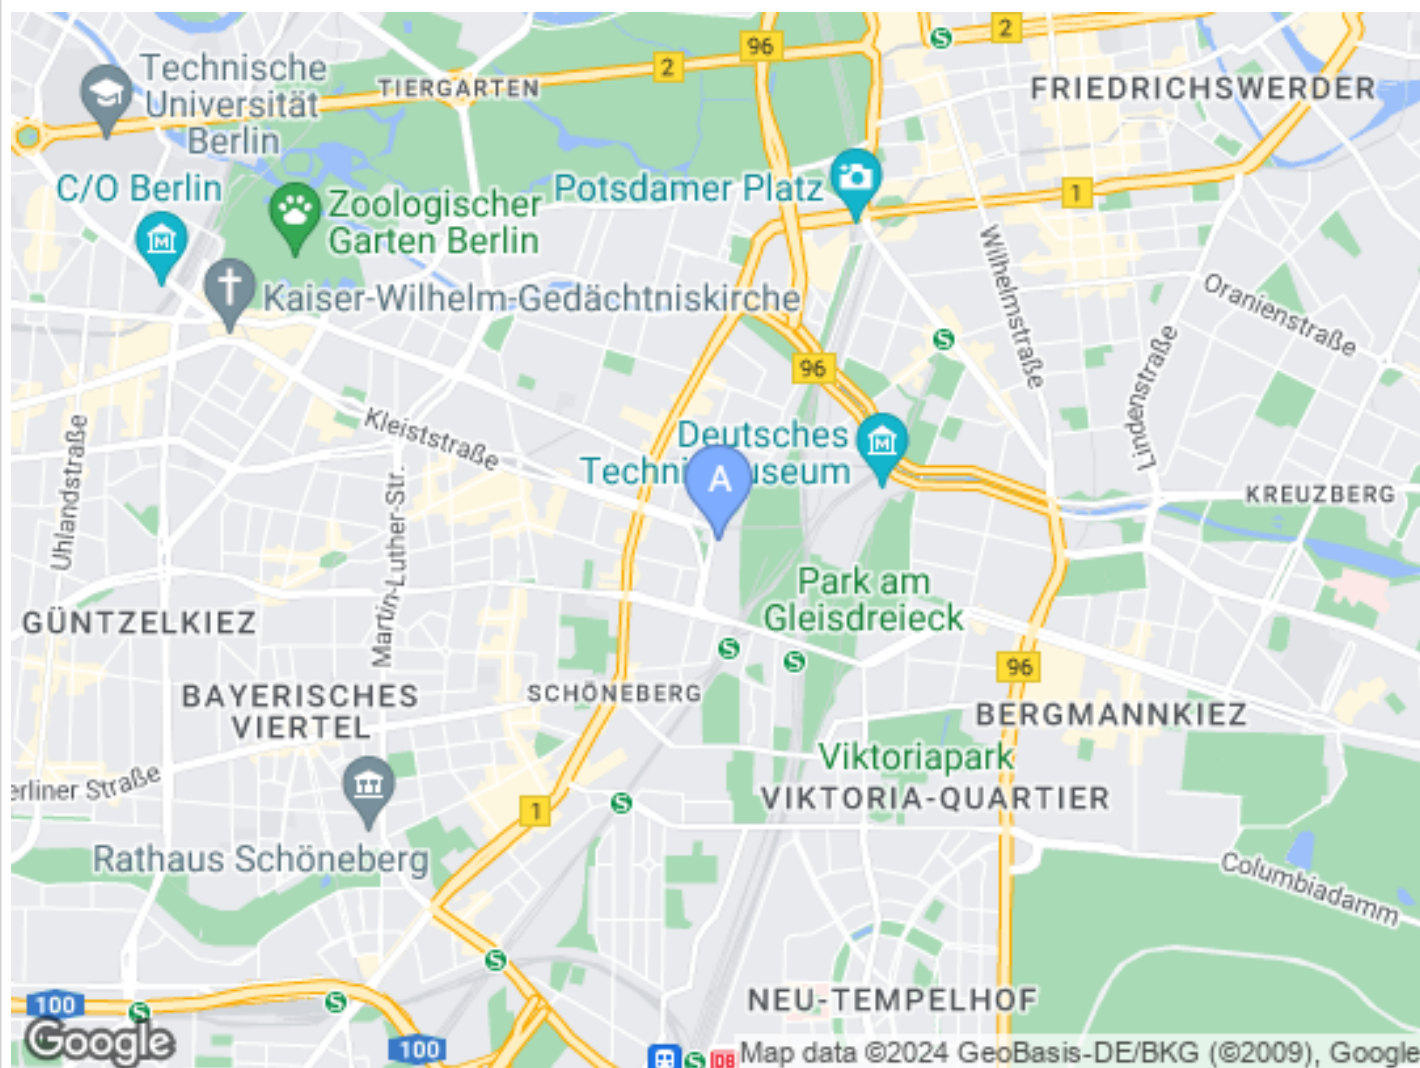 2
96
2
Technische
Universität
Berlin
TIERGARTEN
FRIEDRICHSWERDER
C/O Berlin
Potsdamer Platz
1
Zoologischer
Garten Berlin
Wilhelmstraße
Oranienstraße
Kaiser-Wilhelm-Gedächtniskirche
Lindenstraße
96
Kleiststraße
Uhlandstraße
Martin-Luther-Str.
Deutsches
A
KREUZBERG
Park am
Gleisdreieck
GÜNTZELKIEZ
96
BAYERISCHES
VIERTEL
SCHÖNEBERG
BERGMANNKIEZ
Viktoriapark
VIKTORIA-QUARTIER
erliner Straße
1
Rathaus Schöneberg
Columbiadamm
NEU-TEMPELHOF
100
100
Google
DB
Map data ©2024 GeoBasis-DE/BKG (©2009), Google